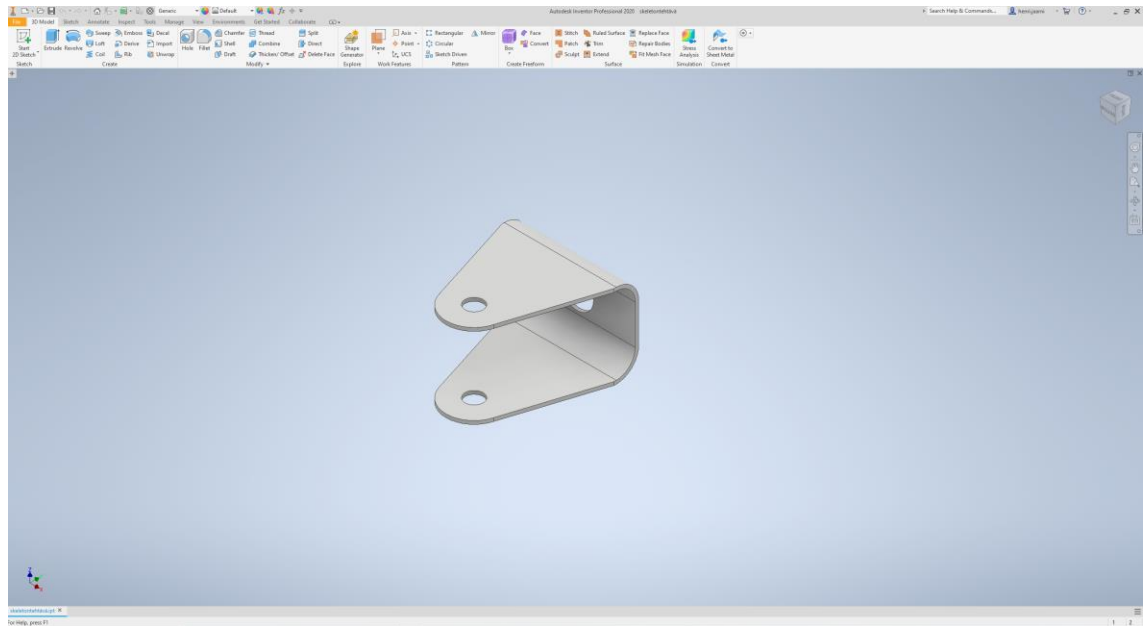 Generic Default Autodesk Inventor Professional 2020 Search Help & Commands...
File 3D Model Sketch Annotate Inspect Tools Manage View Environments Get Started Collaborate
Sweep Emboss Decal Chamfer Thread Split Axis Rectangular Mirror Face Stitch Ruled Surface Replace Face
Start Extrude Revolve Loft Derive Import Hole Fillet Shell Combine Direct Shape Plane Point Circular Box Convert Patch Trim Repair Bodies Stress Convert to
2D Sketch Coil Rib Unwrap Draft Thicken/ Offset Delete Face Generator UCS Sketch Driven Sculpt Extend Fit Mesh Face Analysis Sheet Metal
Sketch Create Modify Explore Work Features Pattern Create Freeform Surface Simulation Convert
For Help, press F1 1 2